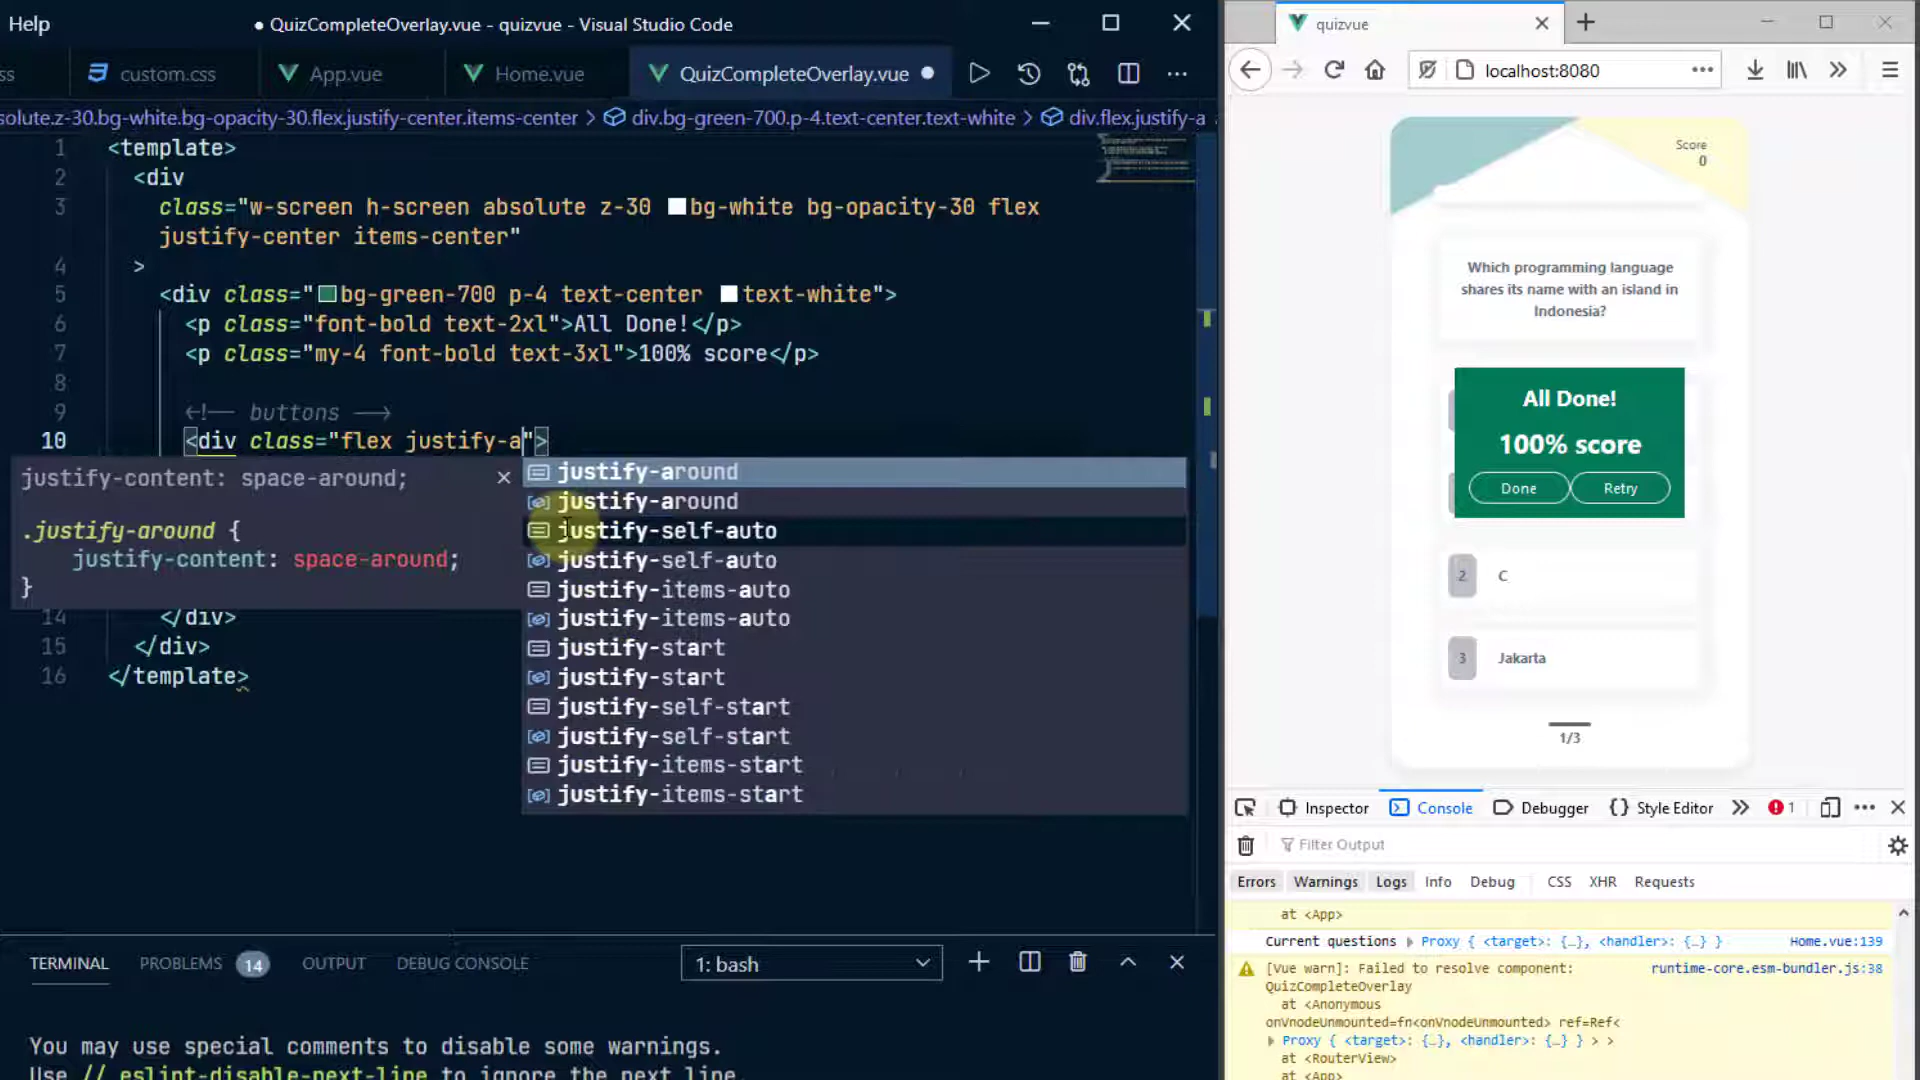 Help
● QuizCompleteOverlay.vue - quizvue - Visual Studio Code
ss
custom.css
App.vue
Home.vue
QuizCompleteOverlay.vue
solute.z-30.bg-white.bg-opacity-30.flex.justify-center.items-center > div.bg-green-700.p-4.text-center.text-white > div.flex.justify-a
1 <template>
2 <div
3 class="w-screen h-screen absolute z-30 bg-white bg-opacity-30 flex
justify-center items-center"
4 >
5 <div class="bg-green-700 p-4 text-center text-white">
6 <p class="font-bold text-2xl">All Done!</p>
7 <p class="my-4 font-bold text-3xl">100% score</p>
8
9 <!-- buttons -->
10 <div class="flex justify-a">
justify-content: space-around;
.justify-around {
justify-content: space-around;
}
justify-around
justify-around
justify-self-auto
justify-self-auto
justify-items-auto
justify-items-auto
justify-start
justify-start
justify-self-start
justify-self-start
justify-items-start
justify-items-start
14 </div>
15 </div>
16 </template>
TERMINAL
PROBLEMS 14
OUTPUT
DEBUG CONSOLE
1: bash
You may use special comments to disable some warnings.
Use // eslint-disable-next-line to ignore the next line.
quizvue
localhost:8080
Score
0
Which programming language
shares its name with an island in
Indonesia?
All Done!
100% score
Done
Retry
2 C
3 Jakarta
1/3
Inspector
Console
Debugger
Style Editor
1
Filter Output
Errors
Warnings
Logs
Info
Debug
CSS
XHR
Requests
at <App>
Current questions ▶ Proxy { <target>: {…}, <handler>: {…} } Home.vue:139
[Vue warn]: Failed to resolve component: runtime-core.esm-bundler.js:38
QuizCompleteOverlay
at <Anonymous
onVnodeUnmounted=fn<onVnodeUnmounted> ref=Ref<
▶ Proxy { <target>: {…}, <handler>: {…} } > >
at <RouterView>
at <App>